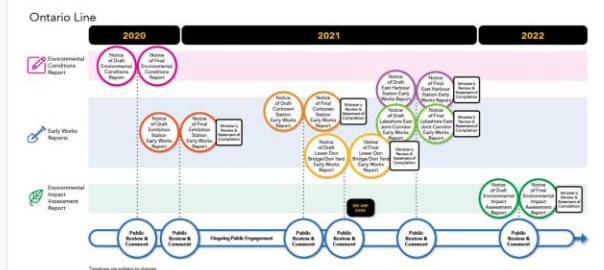 Ontario Line
2020
2021
2022
Environmental
Conditions
Report
Notice
of Draft
Environmental
Conditions
Report
Notice
of Final
Environmental
Conditions
Report
Early Works
Reports
Notice
of Draft
Exhibition
Station
Early Works
Report
Notice
of Final
Exhibition
Station
Early Works
Report
Minister's
Review &
Statement of
Completion
Notice
of Draft
Corktown
Station
Early Works
Report
Notice
of Final
Corktown
Station
Early Works
Report
Minister's
Review &
Statement of
Completion
Notice
of Draft
Lower Don
Bridge/Don Yard
Early Works
Report
Notice
of Final
Lower Don
Bridge/Don Yard
Early Works
Report
Minister's
Review &
Statement of
Completion
Notice
of Draft
East Harbour
Station Early
Works Report
Notice
of Final
East Harbour
Station Early
Works Report
Minister's
Review &
Statement of
Completion
Notice
of Draft
Lakeshore East
Joint Corridor
Early Works
Report
Notice
of Final
Lakeshore East
Joint Corridor
Early Works
Report
Minister's
Review &
Statement of
Completion
Environmental
Impact
Assessment
Report
Notice
of Draft
Environmental
Impact
Assessment
Report
Notice
of Final
Environmental
Impact
Assessment
Report
Minister's
Review &
Statement of
Completion
WE ARE
HERE
Public
Review &
Comment
Public
Review &
Comment
Ongoing Public Engagement
Public
Review &
Comment
Public
Review &
Comment
Public
Review &
Comment
Public
Review &
Comment
Timelines are subject to change